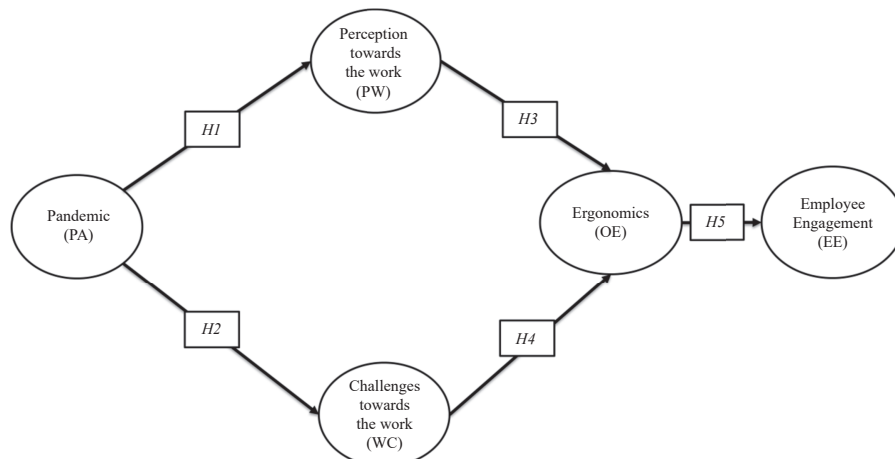 Perception
towards
the work
(PW)
H1
H3
Pandemic
(PA)
Ergonomics
(OE)
H5
Employee
Engagement
(EE)
H2
H4
Challenges
towards
the work
(WC)